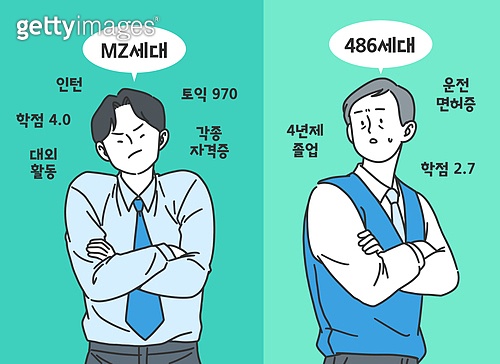 gettyimages
MZ세대
인턴
토익 970
학점 4.0
각종
자격증
대외
활동
486세대
운전
면허증
4년제
졸업
학점 2.7